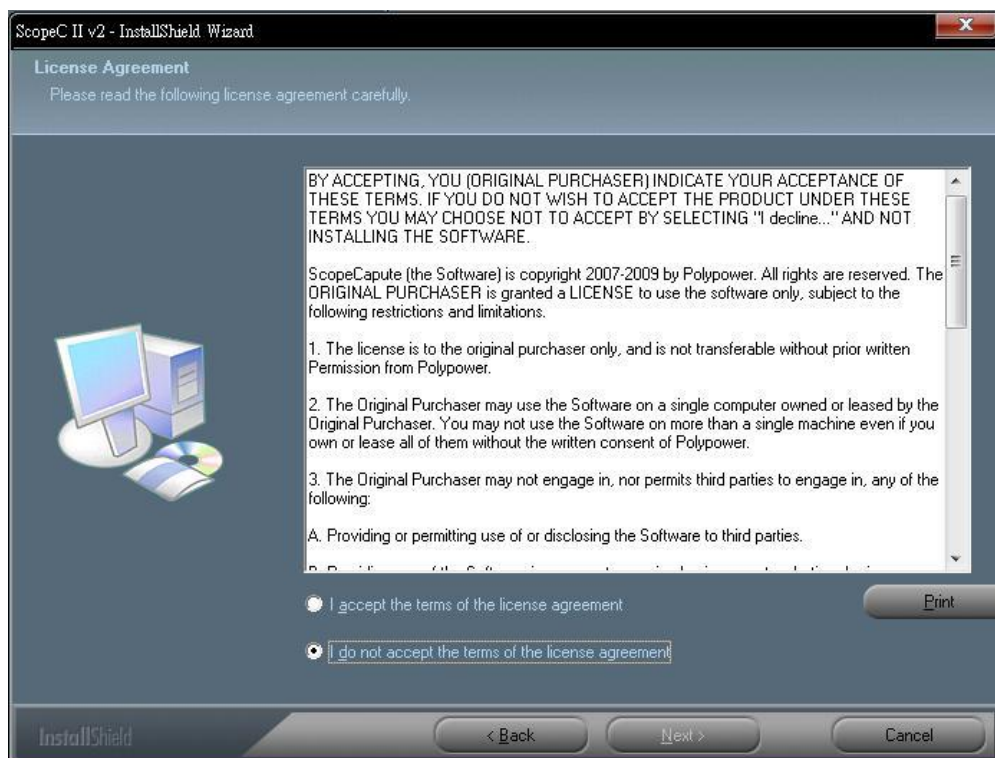 ScopeC II v2 - InstallShield Wizard
License Agreement
Please read the following license agreement carefully.
BY ACCEPTING, YOU (ORIGINAL PURCHASER) INDICATE YOUR ACCEPTANCE OF
THESE TERMS. IF YOU DO NOT WISH TO ACCEPT THE PRODUCT UNDER THESE
TERMS YOU MAY CHOOSE NOT TO ACCEPT BY SELECTING "I decline..." AND NOT
INSTALLING THE SOFTWARE.
ScopeCapute (the Software) is copyright 2007-2009 by Polypower. All rights are reserved. The
ORIGINAL PURCHASER is granted a LICENSE to use the software only, subject to the
following restrictions and limitations.
1. The license is to the original purchaser only, and is not transferable without prior written
Permission from Polypower.
2. The Original Purchaser may use the Software on a single computer owned or leased by the
Original Purchaser. You may not use the Software on more than a single machine even if you
own or lease all of them without the written consent of Polypower.
3. The Original Purchaser may not engage in, nor permits third parties to engage in, any of the
following:
A. Providing or permitting use of or disclosing the Software to third parties.
I accept the terms of the license agreement
Print
I do not accept the terms of the license agreement
InstallShield
< Back
Next >
Cancel